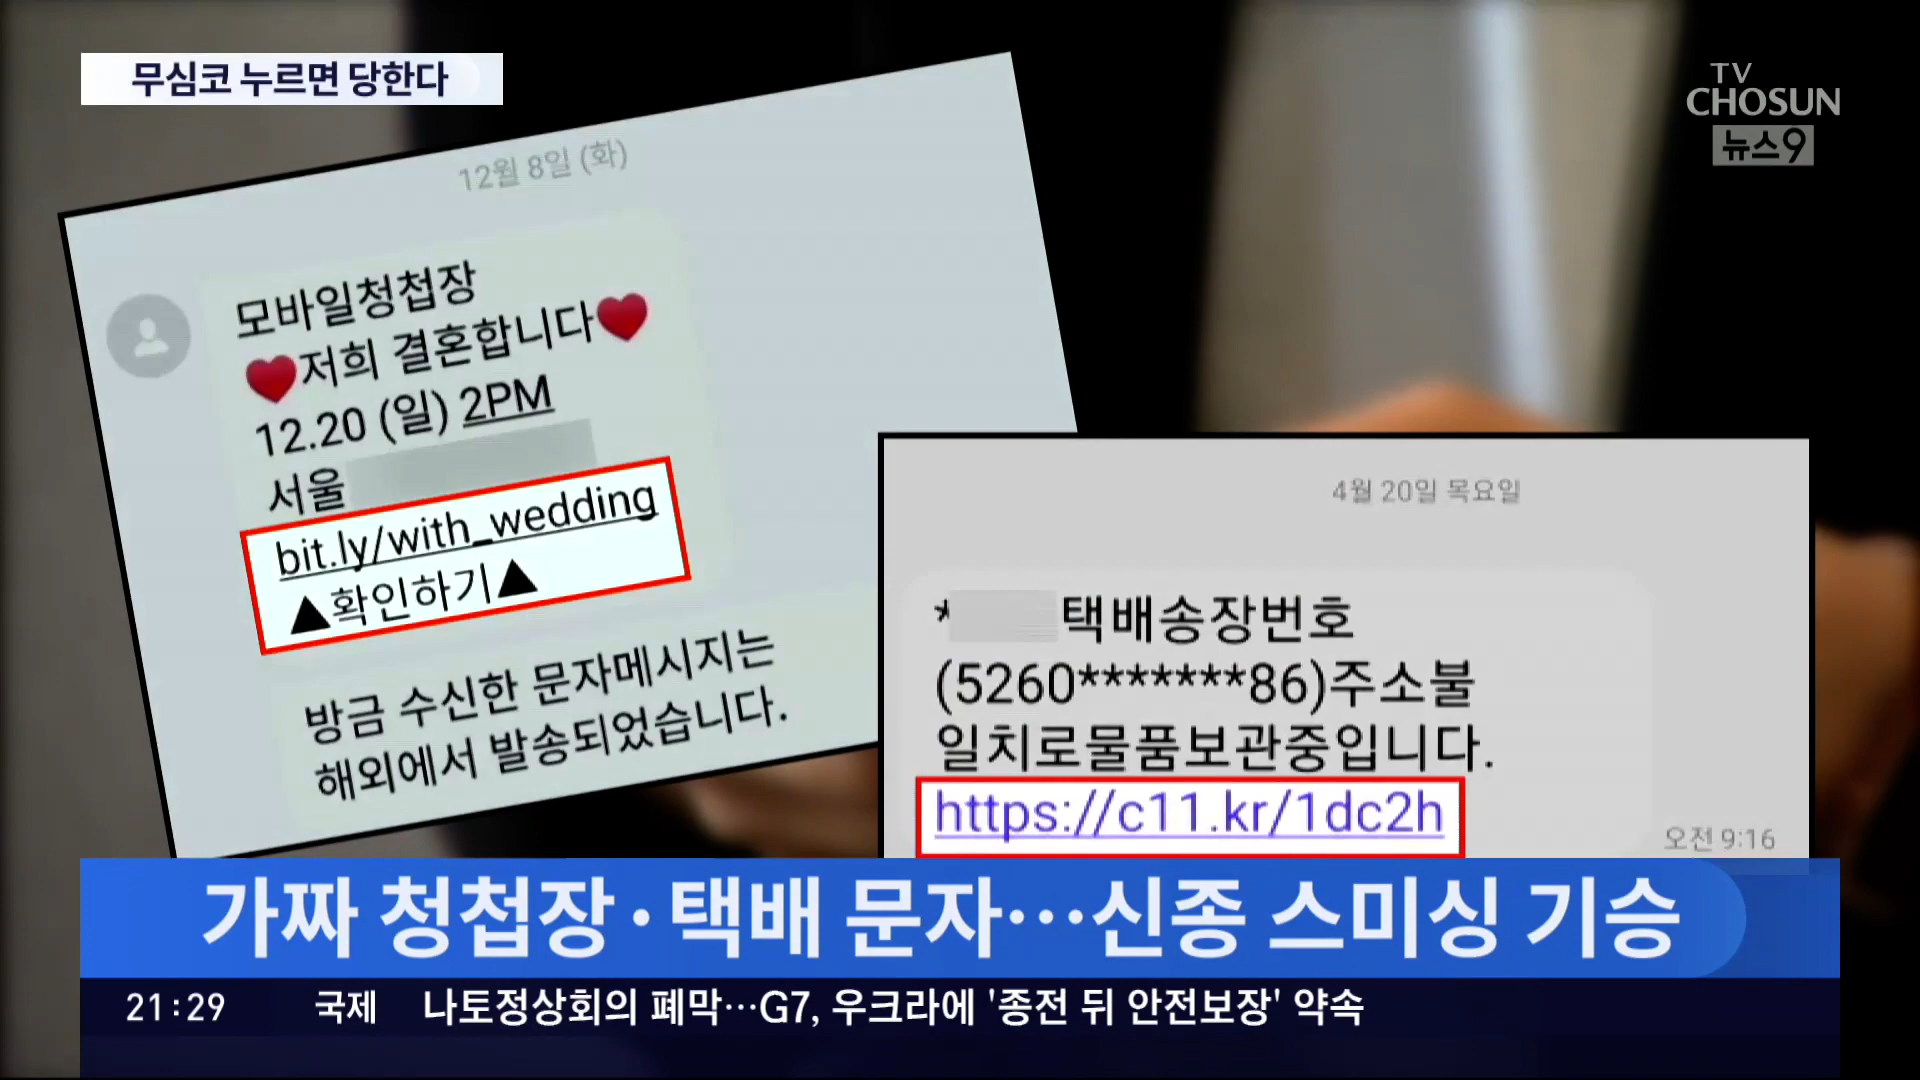 무심코 누르면 당한다
TV
CHOSUN
뉴스9
12월 8일 (화)
모바일청첩장
❤저희 결혼합니다❤
12.20 (일) 2PM
서울
bit.ly/with_wedding
▲확인하기▲
방금 수신한 문자메시지는
해외에서 발송되었습니다.
4월 20일 목요일
* 택배송장번호
(5260*******86)주소불
일치로물품보관중입니다.
https://c11.kr/1dc2h
오전 9:16
가짜 청첩장·택배 문자…신종 스미싱 기승
21:29 국제 나토정상회의 폐막…G7, 우크라에 '종전 뒤 안전보장' 약속